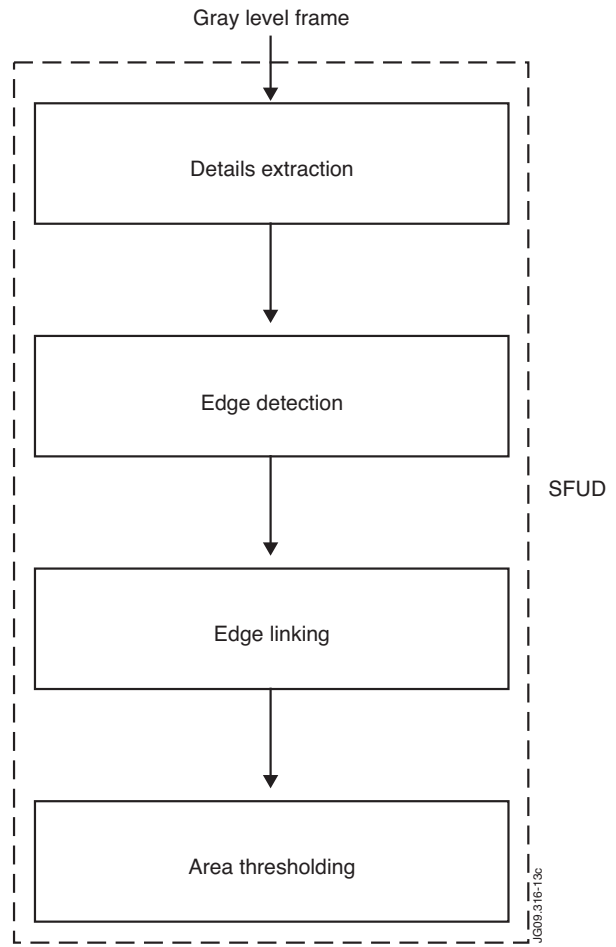 Gray level frame
Details extraction
Edge detection
SFUD
Edge linking
Area thresholding
JG09.316-13c